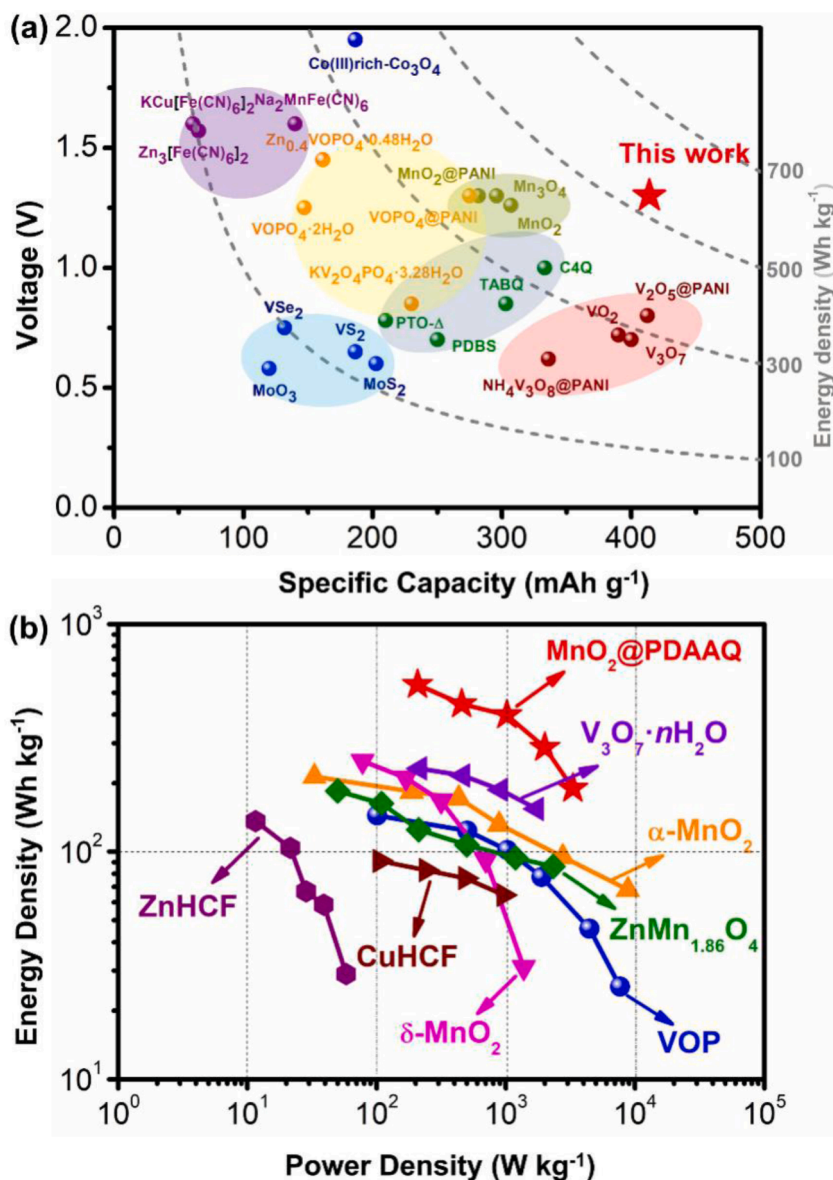 (a)
2.0
1.5
1.0
0.5
0.0
Voltage (V)
0 100 200 300 400 500
Specific Capacity (mAh g⁻¹)
700
500
300
100
Energy density (Wh kg⁻¹)
Co(III)rich-Co₃O₄
KCu[Fe(CN)₆]₂ Na₂MnFe(CN)₆
Zn₃[Fe(CN)₆]₂
Zn₀.₄VOPO₄·0.48H₂O
This work
MnO₂@PANI
Mn₃O₄
VOPO₄@PANI
MnO₂
VOPO₄·2H₂O
KV₂O₄PO₄·3.28H₂O
C4Q
TABQ
V₂O₅@PANI
VSe₂
VS₂
PTO-Δ
VO₂
PDBS
V₃O₇
MoO₃
MoS₂
NH₄V₃O₈@PANI
(b)
10³
10²
10¹
Energy Density (Wh kg⁻¹)
MnO₂@PDAAQ
V₃O₇·nH₂O
α-MnO₂
ZnHCF
CuHCF
ZnMn₁.₈₆O₄
δ-MnO₂
VOP
10⁰ 10¹ 10² 10³ 10⁴ 10⁵
Power Density (W kg⁻¹)